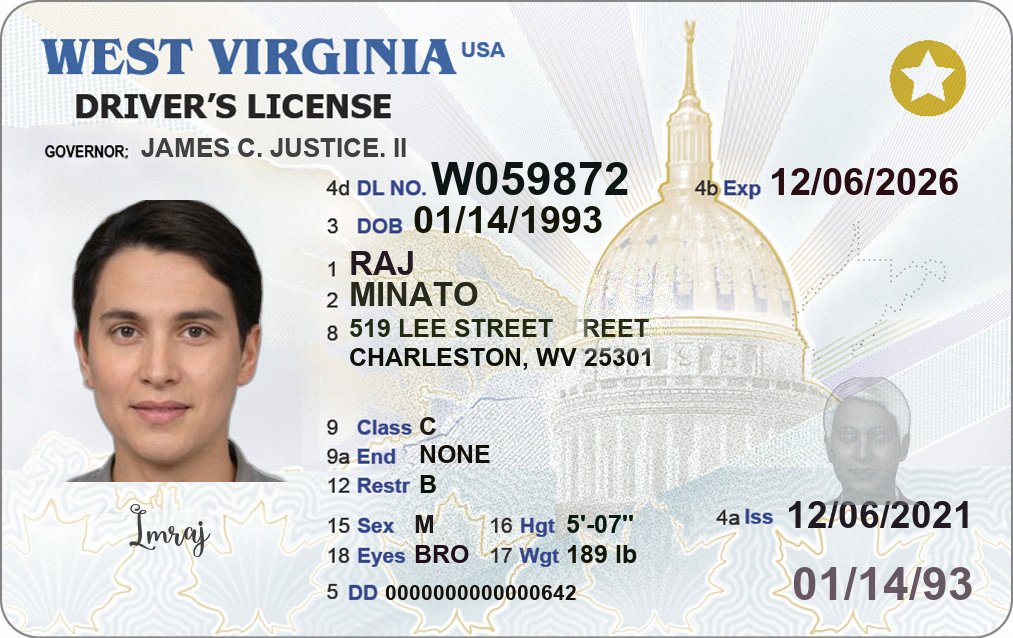 WEST VIRGINIA USA
DRIVER'S LICENSE
GOVERNOR: JAMES C. JUSTICE. II
4d DL NO. W059872 4b Exp 12/06/2026
3 DOB 01/14/1993
1 RAJ
2 MINATO
8 519 LEE STREET REET
CHARLESTON, WV 25301
9 Class C
9a End NONE
12 Restr B
15 Sex M 16 Hgt 5'-07"
4a Iss 12/06/2021
18 Eyes BRO 17 Wgt 189 lb
5 DD 0000000000000642
01/14/93
Imraj